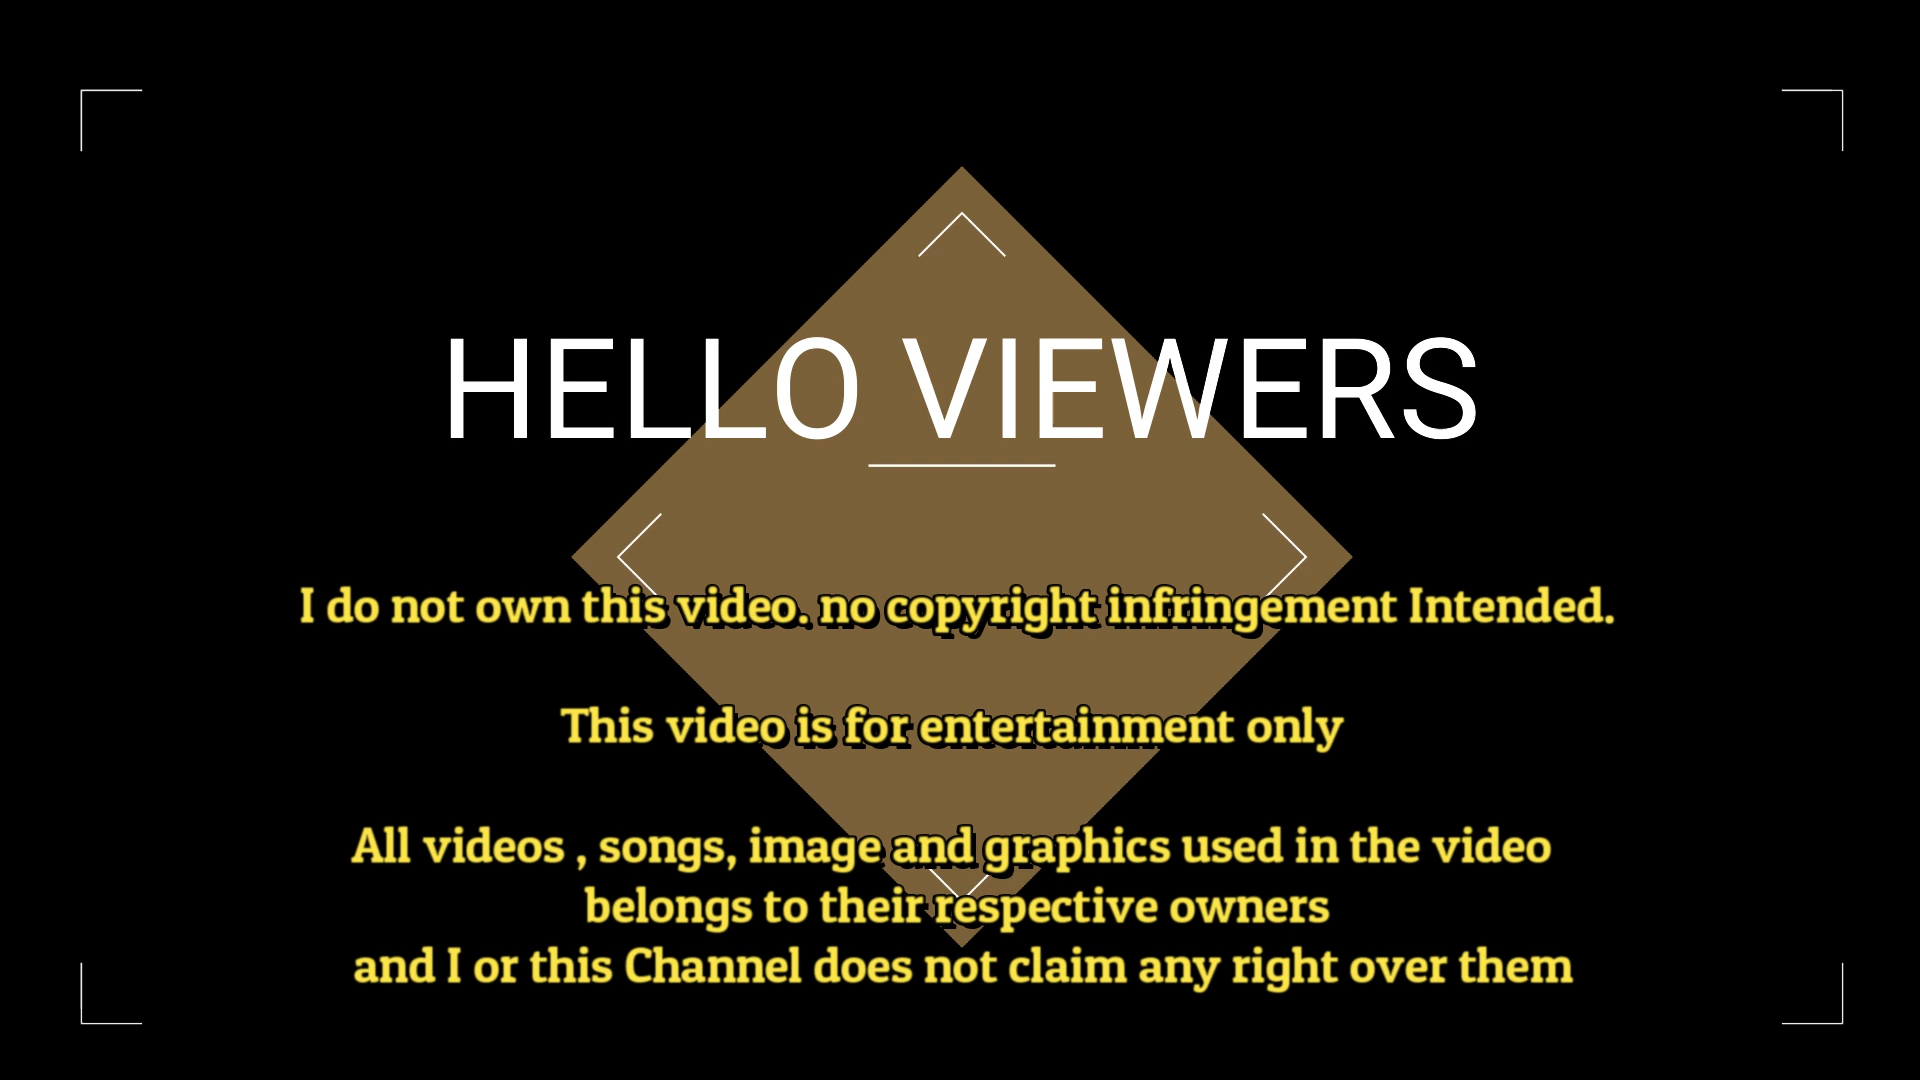 HELLO VIEWERS
I do not own this video. no copyright infringement Intended.
This video is for entertainment only
All videos , songs, image and graphics used in the video
belongs to their respective owners
and I or this Channel does not claim any right over them